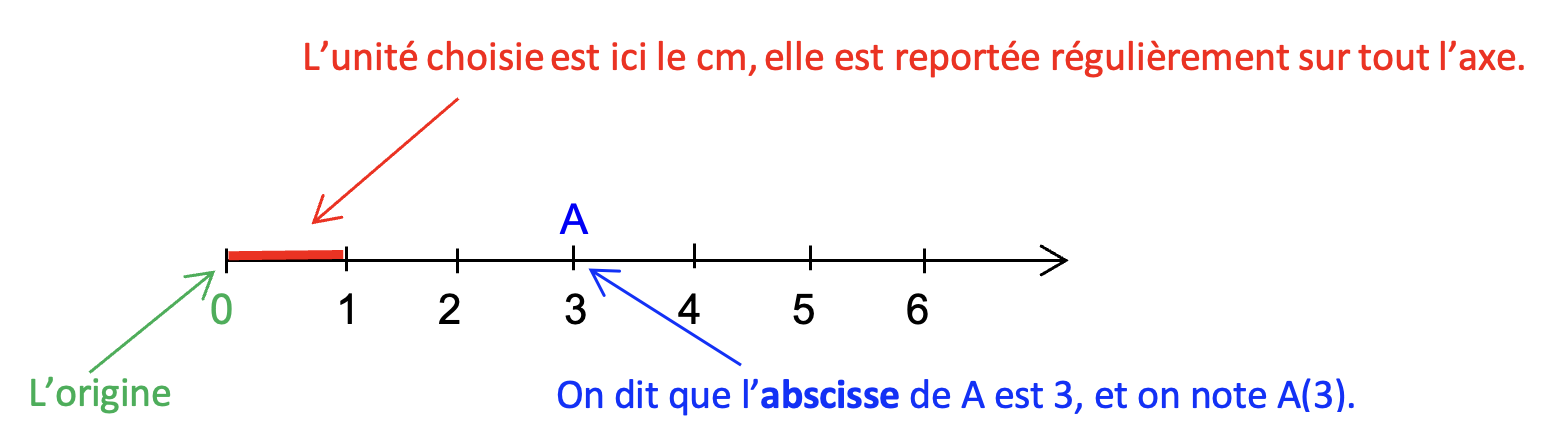 L’unité choisie est ici le cm, elle est reportée régulièrement sur tout l’axe.
A
0 1 2 3 4 5 6
L’origine
On dit que l’abscisse de A est 3, et on note A(3).